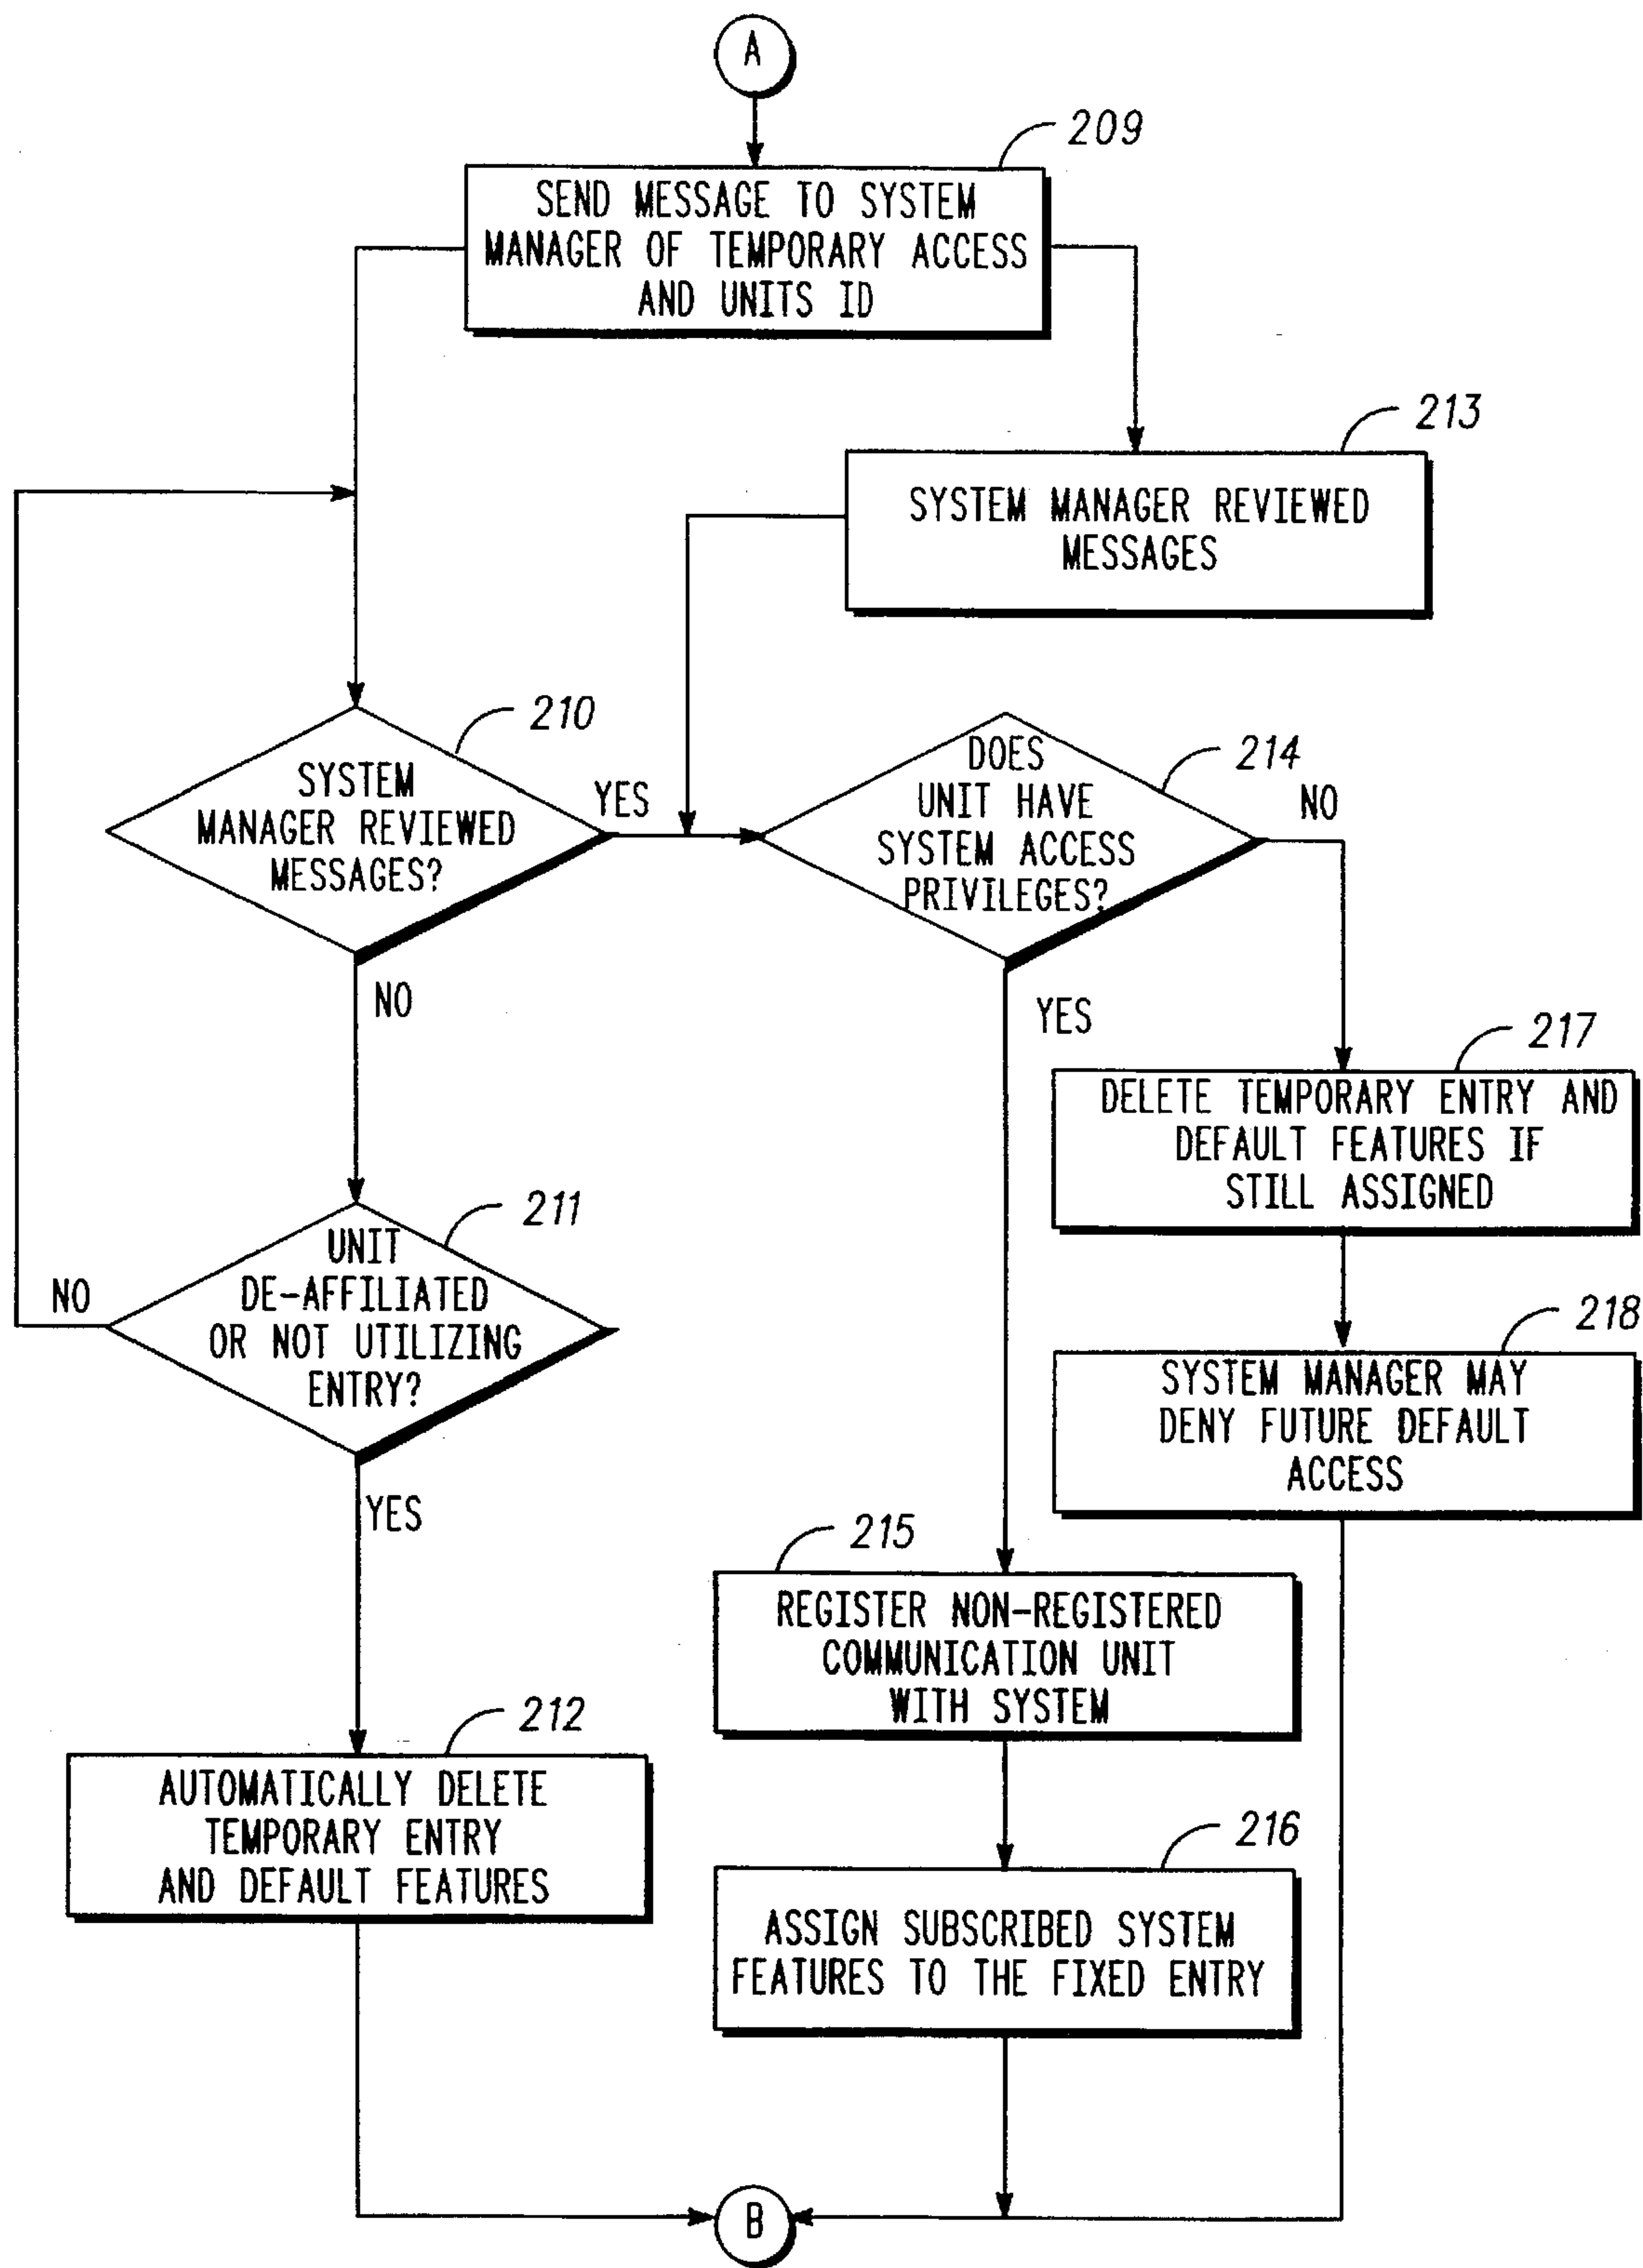 A
209
SEND MESSAGE TO SYSTEM
MANAGER OF TEMPORARY ACCESS
AND UNITS ID
213
SYSTEM MANAGER REVIEWED
MESSAGES
210
SYSTEM
MANAGER REVIEWED
MESSAGES?
YES
NO
214
DOES
UNIT HAVE
SYSTEM ACCESS
PRIVILEGES?
NO
YES
211
UNIT
DE-AFFILIATED
OR NOT UTILIZING
ENTRY?
NO
YES
217
DELETE TEMPORARY ENTRY AND
DEFAULT FEATURES IF
STILL ASSIGNED
218
SYSTEM MANAGER MAY
DENY FUTURE DEFAULT
ACCESS
215
REGISTER NON-REGISTERED
COMMUNICATION UNIT
WITH SYSTEM
212
AUTOMATICALLY DELETE
TEMPORARY ENTRY
AND DEFAULT FEATURES
216
ASSIGN SUBSCRIBED SYSTEM
FEATURES TO THE FIXED ENTRY
B